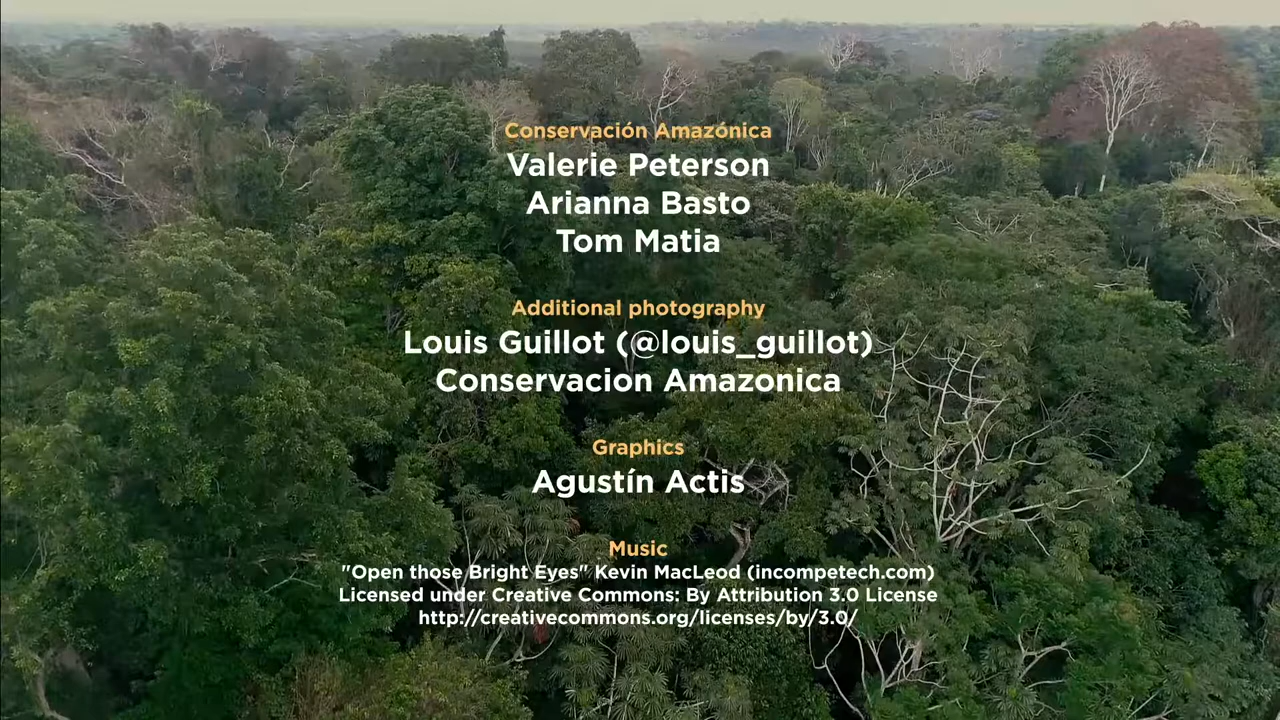 Conservación Amazónica
Valerie Peterson
Arianna Basto
Tom Matia
Additional photography
Louis Guillot (@louis_guillot)
Conservacion Amazonica
Graphics
Agustín Actis
Music
"Open those Bright Eyes" Kevin MacLeod (incompetech.com)
Licensed under Creative Commons: By Attribution 3.0 License
http://creativecommons.org/licenses/by/3.0/